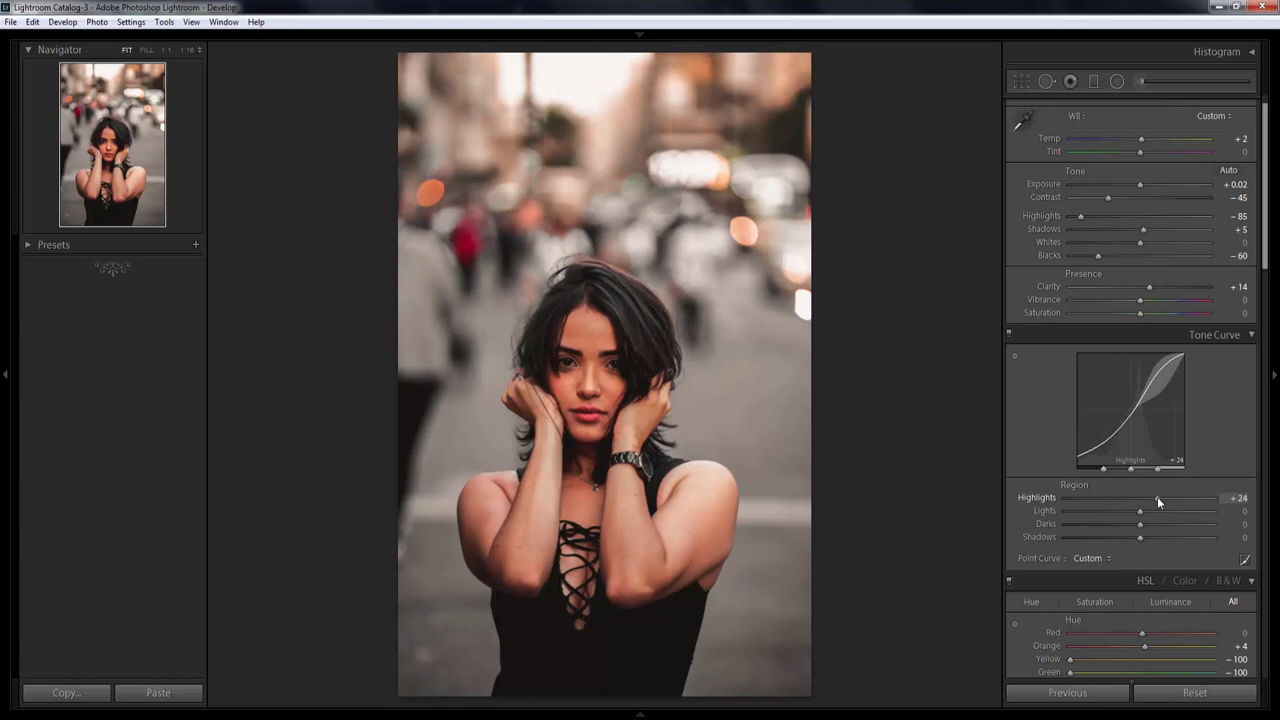 Lightroom Catalog-3 - Adobe Photoshop Lightroom - Develop
File Edit Develop Photo Settings Tools View Window Help
Navigator FIT FILL 1:1 1:16
Presets +
Copy... Paste
Histogram
WB : Custom
Temp + 2
Tint 0
Tone Auto
Exposure + 0.02
Contrast – 45
Highlights – 85
Shadows + 5
Whites 0
Blacks – 60
Presence
Clarity + 14
Vibrance 0
Saturation 0
Tone Curve
Highlights + 24
Region
Highlights + 24
Lights 0
Darks 0
Shadows 0
Point Curve : Custom
HSL / Color / B & W
Hue Saturation Luminance All
Hue
Red 0
Orange + 4
Yellow – 100
Green – 100
Previous Reset